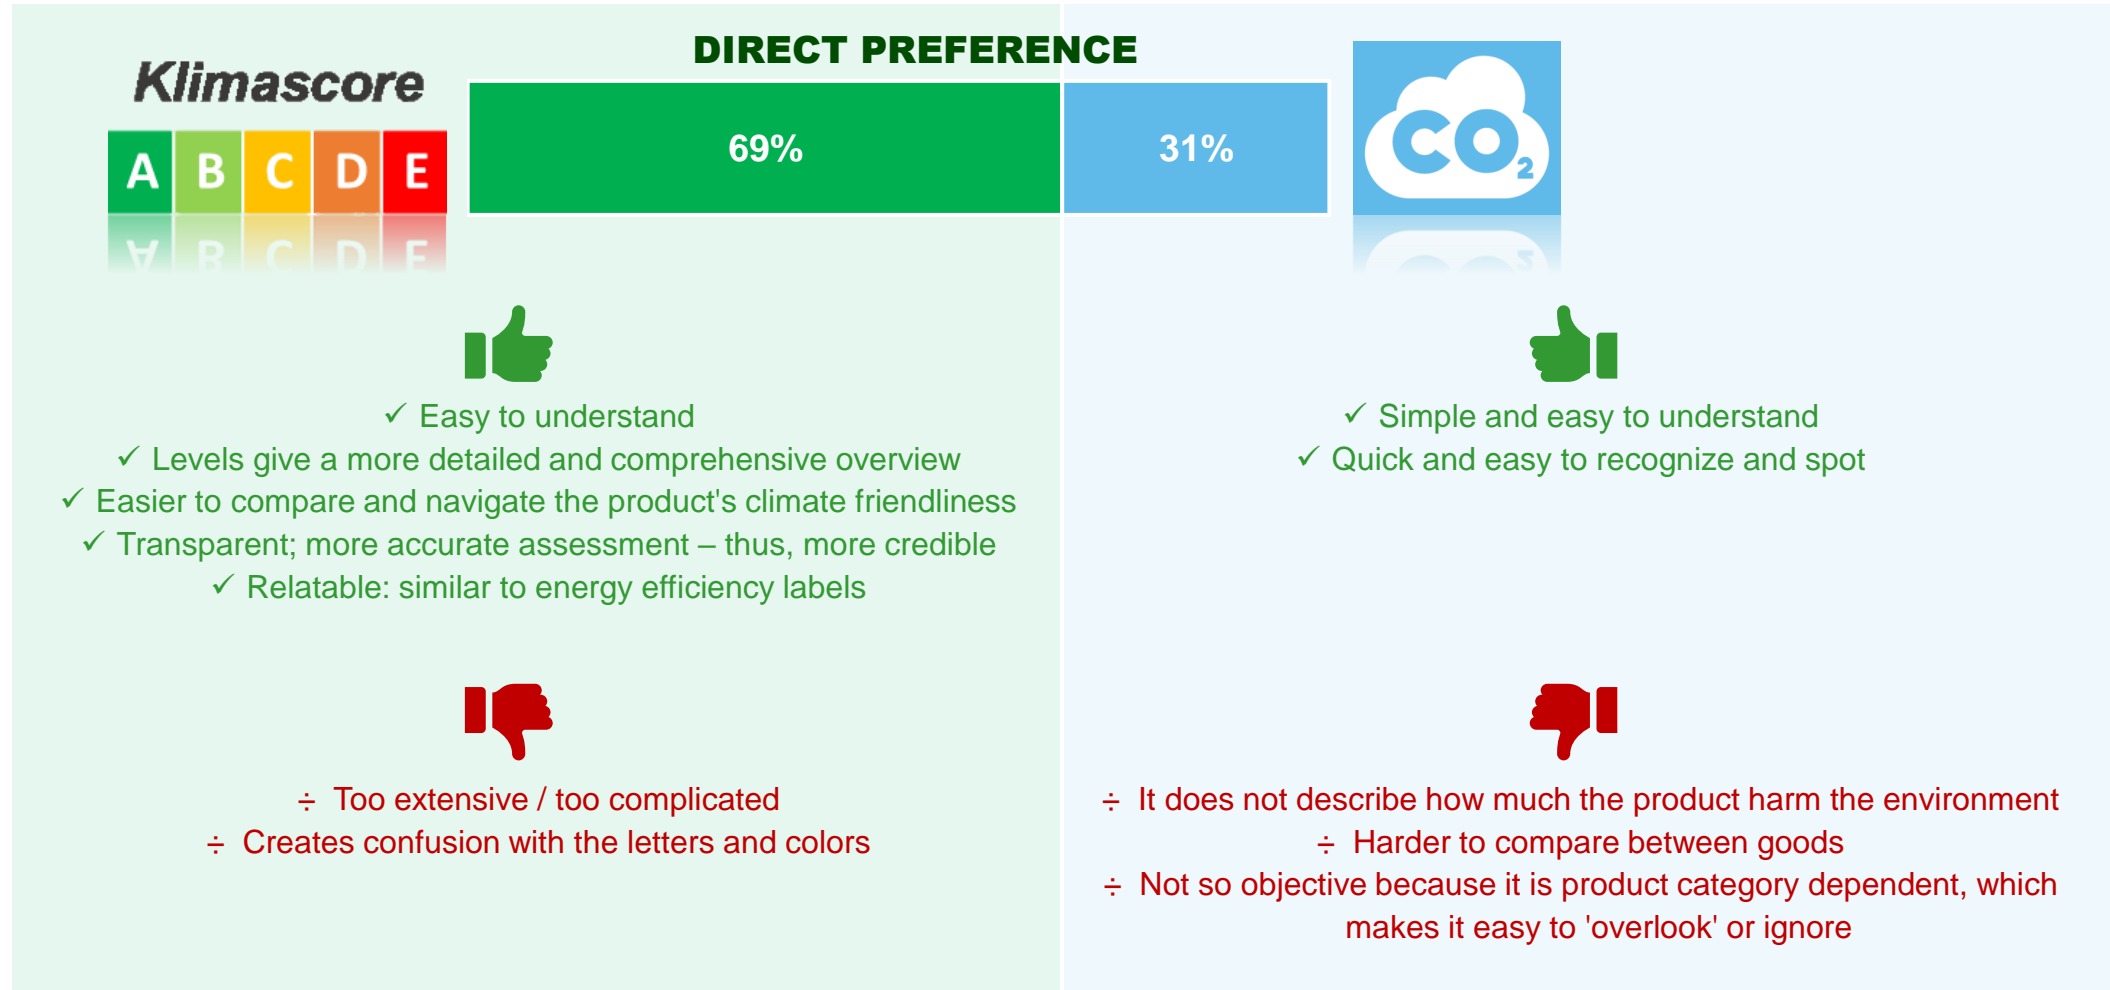 DIRECT PREFERENCE
Klimascore
A B C D E
69%
31%
CO2
✓ Easy to understand
✓ Levels give a more detailed and comprehensive overview
✓ Easier to compare and navigate the product's climate friendliness
✓ Transparent; more accurate assessment – thus, more credible
✓ Relatable: similar to energy efficiency labels
÷ Too extensive / too complicated
÷ Creates confusion with the letters and colors
✓ Simple and easy to understand
✓ Quick and easy to recognize and spot
÷ It does not describe how much the product harm the environment
÷ Harder to compare between goods
÷ Not so objective because it is product category dependent, which
makes it easy to 'overlook' or ignore